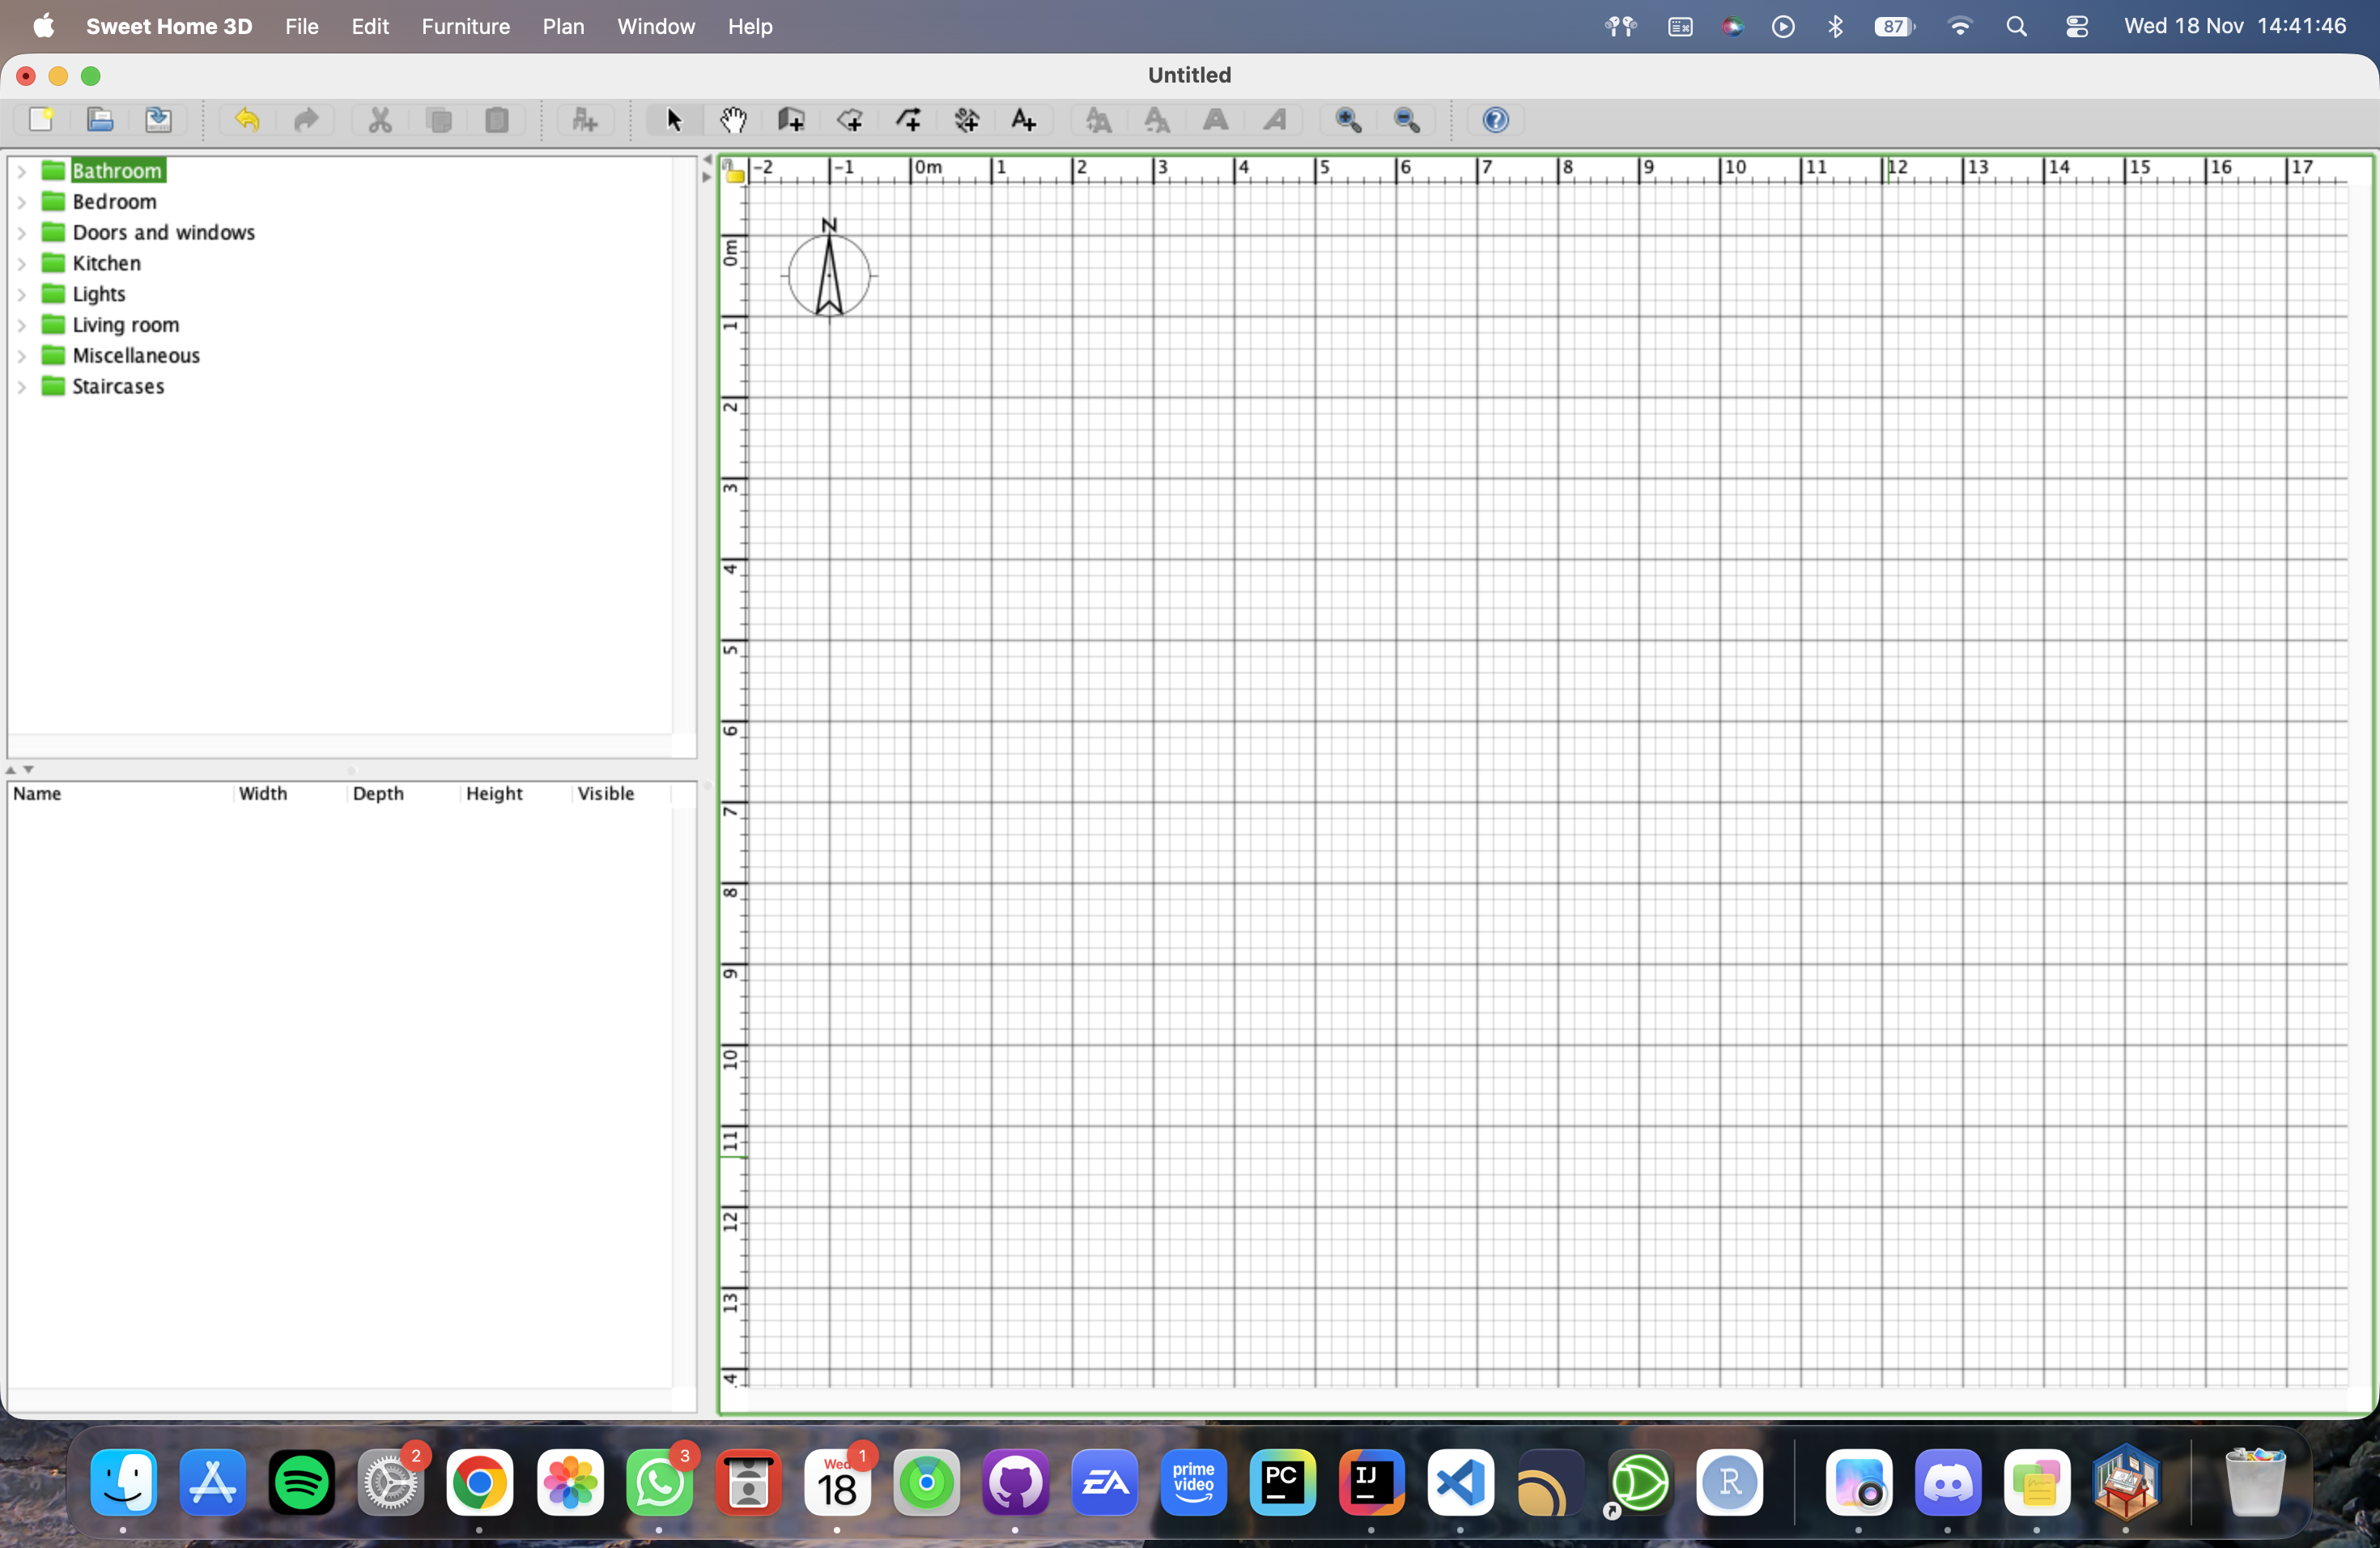 Sweet Home 3D File Edit Furniture Plan Window Help 87 Wed 18 Nov 14:41:46
Untitled
Bathroom
Bedroom
Doors and windows
Kitchen
Lights
Living room
Miscellaneous
Staircases
Name Width Depth Height Visible
-2 -1 0m 1 2 3 4 5 6 7 8 9 10 11 12 13 14 15 16 17
N
0m
1
2
3
4
5
6
7
8
9
10
11
12
13
2 3 Wed 1
18 EA prime video PC IJ R